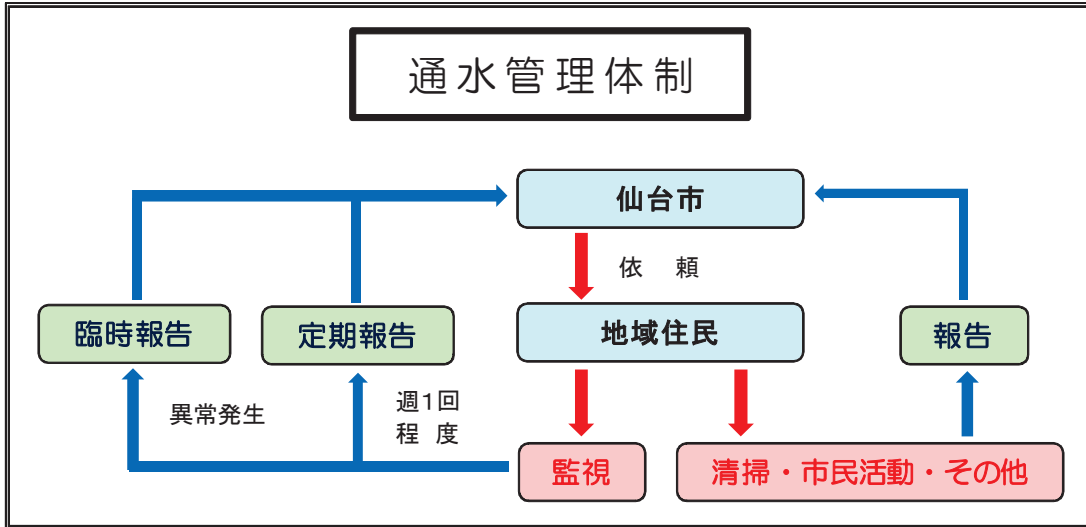 通水管理体制
仙台市
依 頼
臨時報告
定期報告
地域住民
報告
異常発生
週1回
程 度
監視
清掃・市民活動・その他